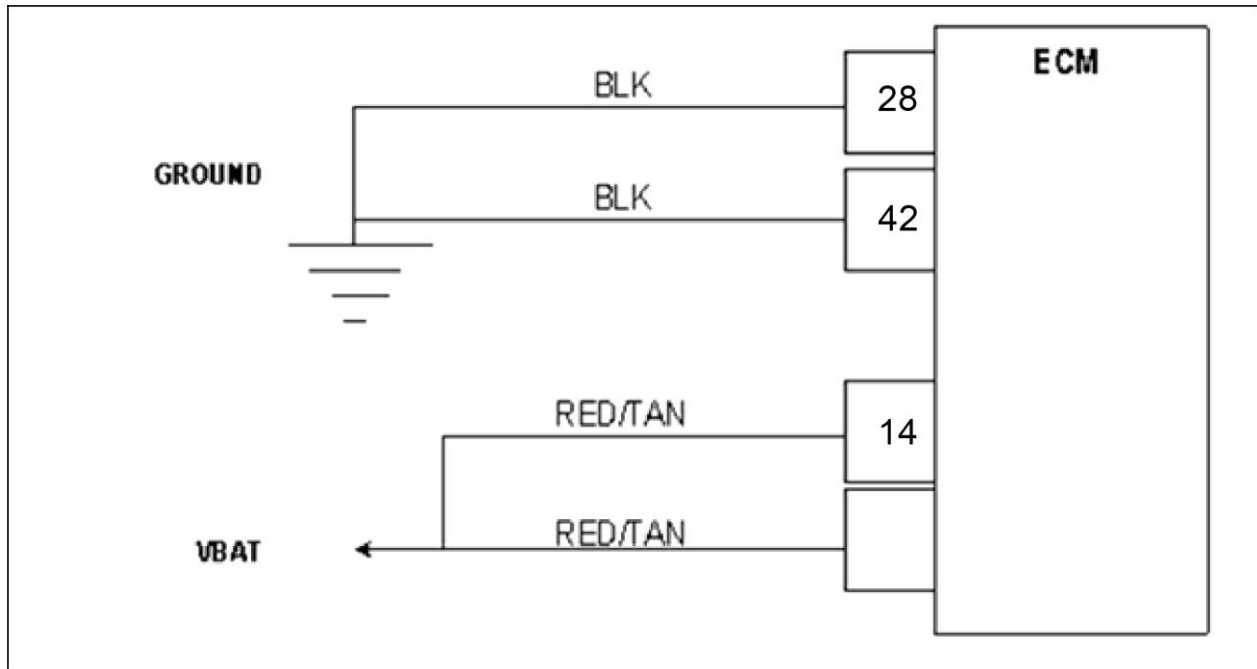 ECM
BLK
28
GROUND
BLK
42
RED/TAN
14
VBAT
RED/TAN